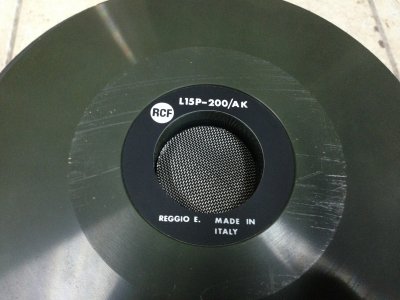 L15P-200/AK
RCF
REGGIO E. MADE IN
ITALY